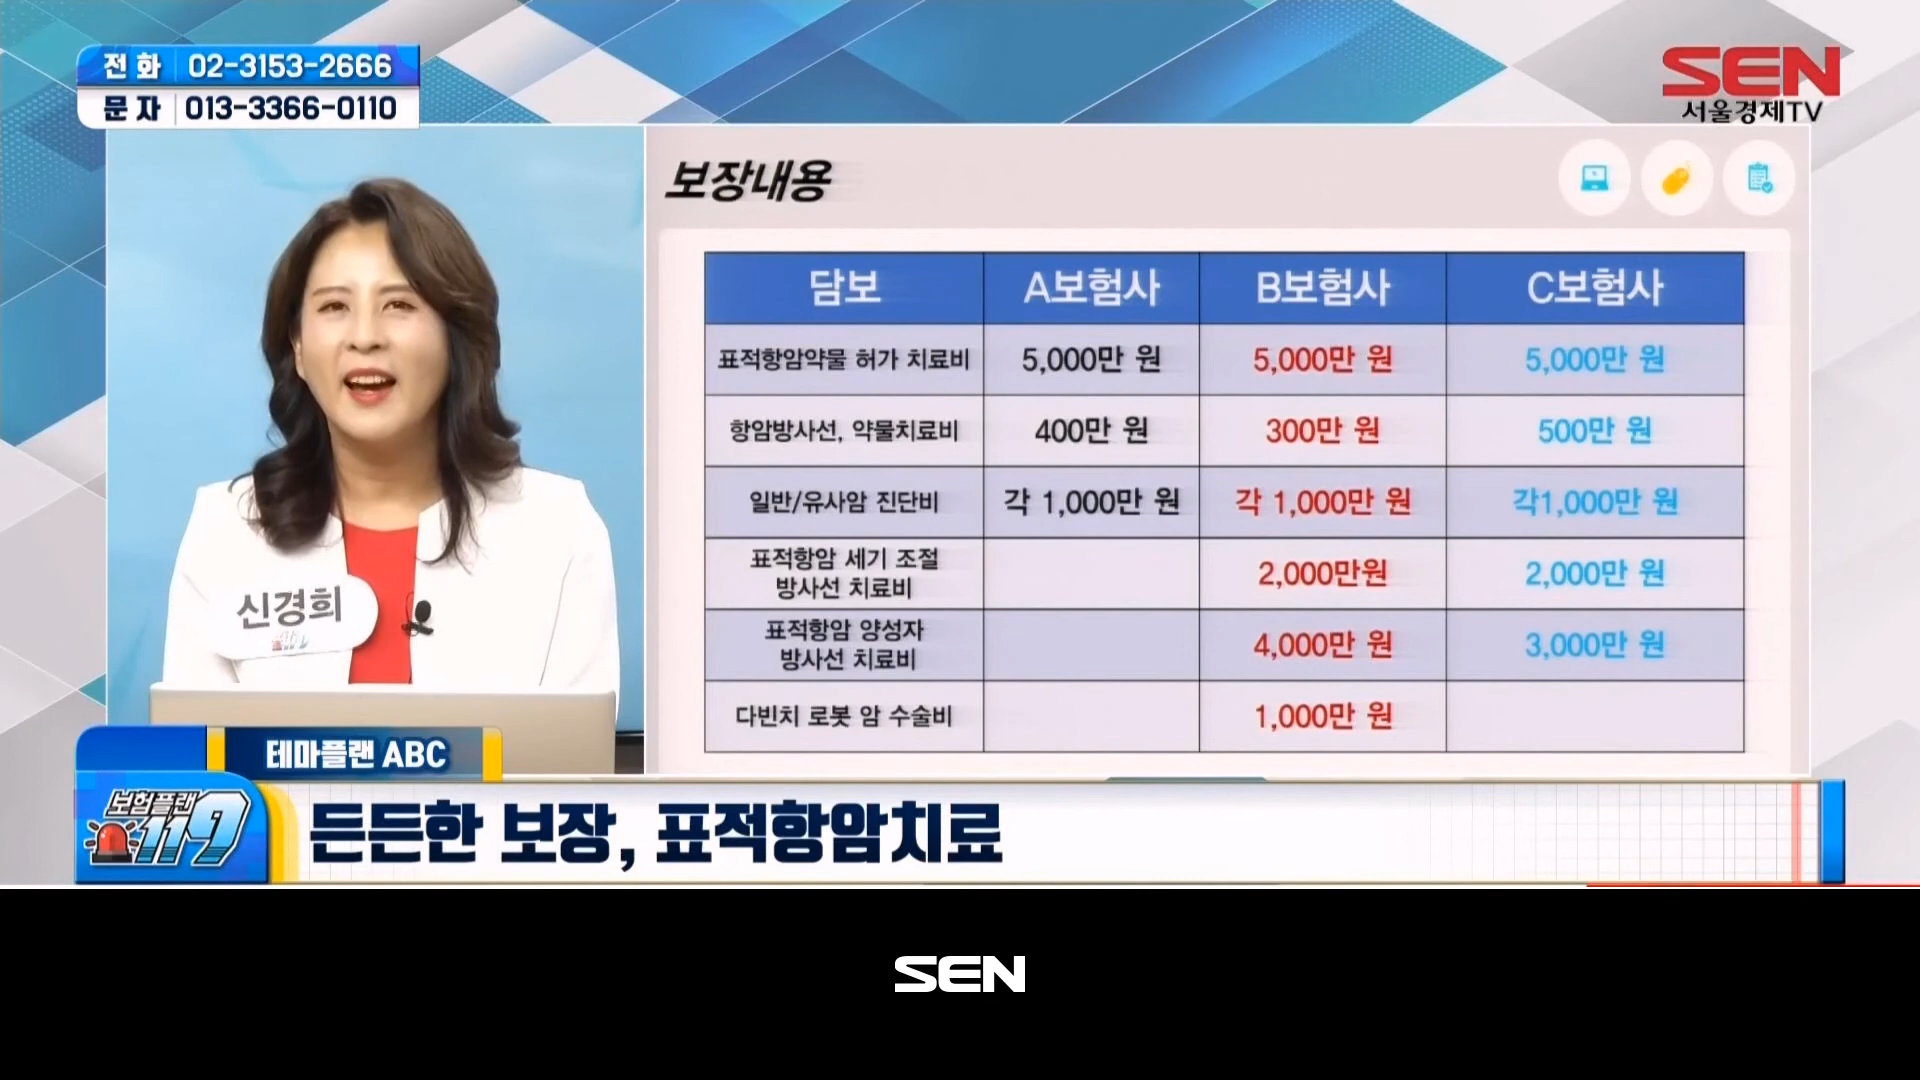 전화 02-3153-2666
문자 013-3366-0110
SEN
서울경제TV
보장내용
담보 A보험사 B보험사 C보험사
표적항암약물 허가 치료비 5,000만 원 5,000만 원 5,000만 원
항암방사선, 약물치료비 400만 원 300만 원 500만 원
일반/유사암 진단비 각 1,000만 원 각 1,000만 원 각1,000만 원
표적항암 세기 조절
방사선 치료비 2,000만원 2,000만 원
표적항암 양성자
방사선 치료비 4,000만 원 3,000만 원
다빈치 로봇 암 수술비 1,000만 원
신경희
테마플랜 ABC
보험플랜
119
든든한 보장, 표적항암치료
SEN